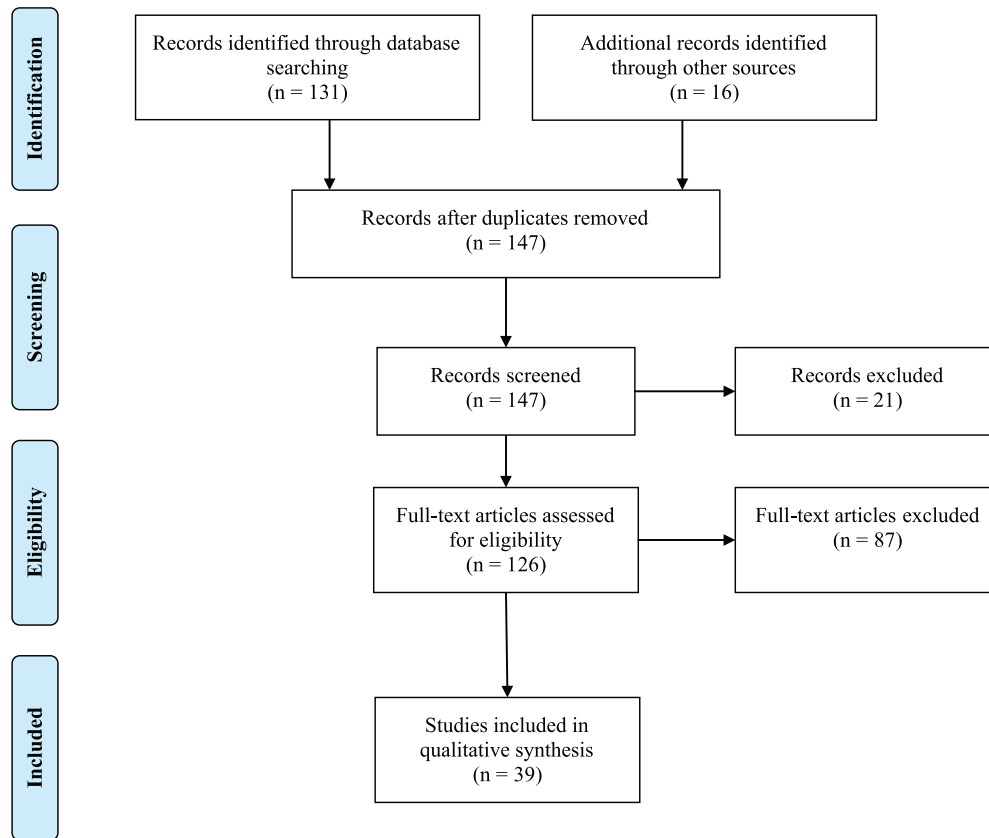 Identification
Records identified through database
searching
(n = 131)
Additional records identified
through other sources
(n = 16)
Screening
Records after duplicates removed
(n = 147)
Records screened
(n = 147)
Records excluded
(n = 21)
Eligibility
Full-text articles assessed
for eligibility
(n = 126)
Full-text articles excluded
(n = 87)
Included
Studies included in
qualitative synthesis
(n = 39)